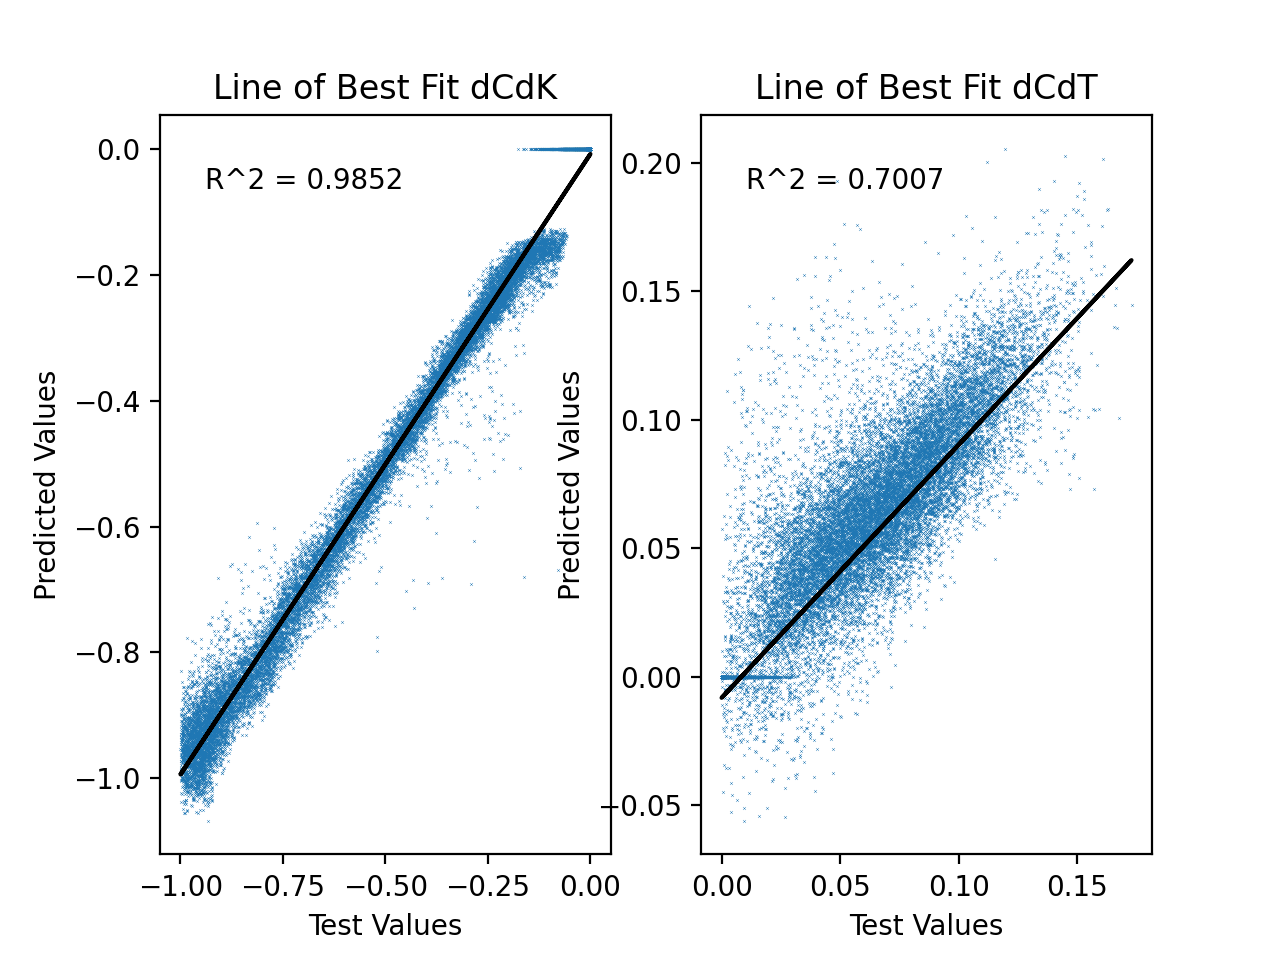 Line of Best Fit dCdK
R^2 = 0.9852
0.0
−0.2
−0.4
−0.6
−0.8
−1.0
Predicted Values
−1.00 −0.75 −0.50 −0.25 0.00
Test Values
Line of Best Fit dCdT
R^2 = 0.7007
0.20
0.15
0.10
0.05
0.00
−0.05
Predicted Values
0.00 0.05 0.10 0.15
Test Values